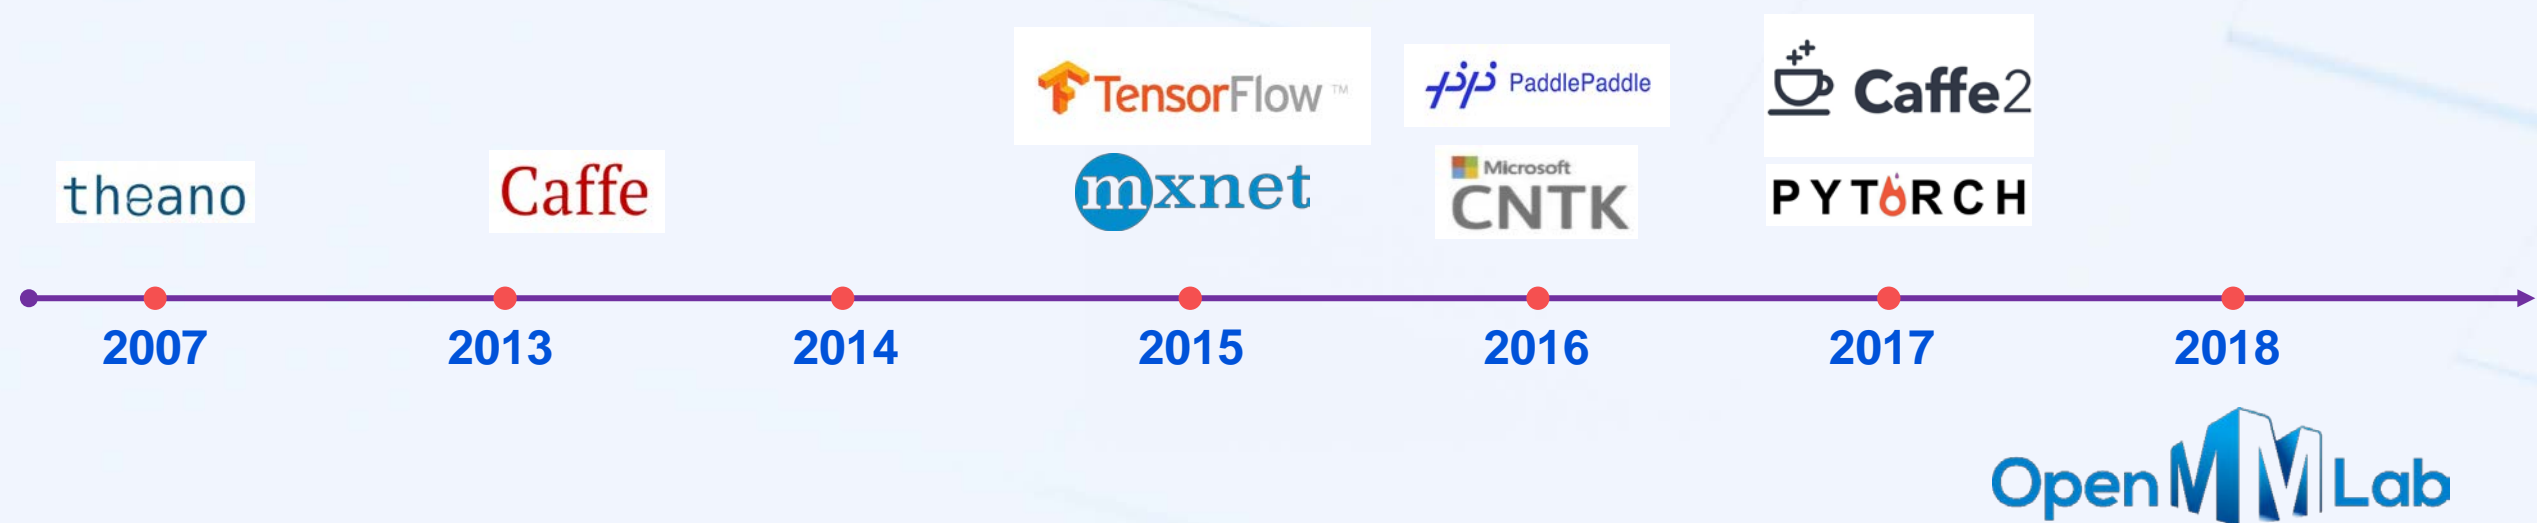 TensorFlow™
PaddlePaddle
Caffe2
theano
Caffe
mxnet
Microsoft
CNTK
PYTORCH
2007
2013
2014
2015
2016
2017
2018
OpenMMLab